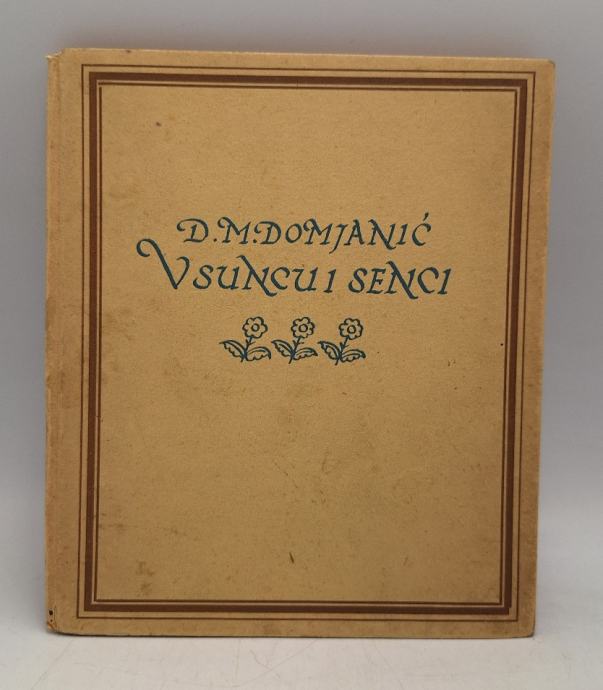 D. M. DOMJANIĆ
V SUNCU I SENCI